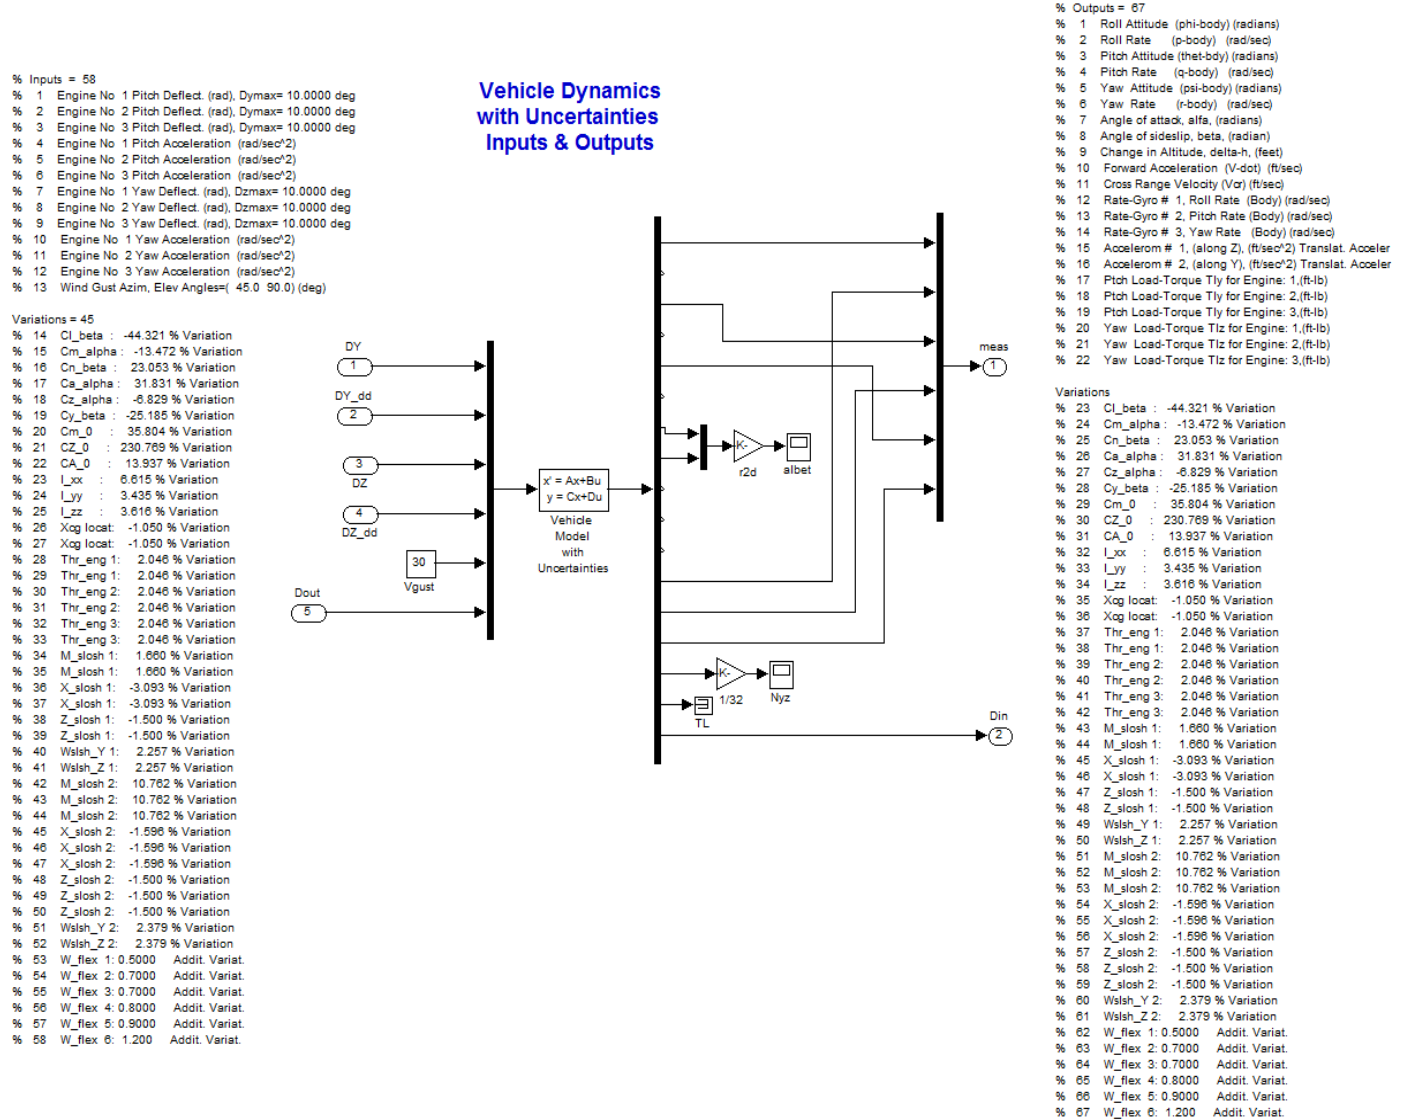 % Inputs = 58
% 1 Engine No 1 Pitch Deflect. (rad), Dymax= 10.0000 deg
% 2 Engine No 2 Pitch Deflect. (rad), Dymax= 10.0000 deg
% 3 Engine No 3 Pitch Deflect. (rad), Dymax= 10.0000 deg
% 4 Engine No 1 Pitch Acceleration (rad/sec^2)
% 5 Engine No 2 Pitch Acceleration (rad/sec^2)
% 6 Engine No 3 Pitch Acceleration (rad/sec^2)
% 7 Engine No 1 Yaw Deflect. (rad), Dzmax= 10.0000 deg
% 8 Engine No 2 Yaw Deflect. (rad), Dzmax= 10.0000 deg
% 9 Engine No 3 Yaw Deflect. (rad), Dzmax= 10.0000 deg
% 10 Engine No 1 Yaw Acceleration (rad/sec^2)
% 11 Engine No 2 Yaw Acceleration (rad/sec^2)
% 12 Engine No 3 Yaw Acceleration (rad/sec^2)
% 13 Wind Gust Azim, Elev Angles=( 45.0 90.0) (deg)
Variations = 45
% 14 Cl_beta : -44.321 % Variation
% 15 Cm_alpha : -13.472 % Variation
% 16 Cn_beta : 23.053 % Variation
% 17 Ca_alpha : 31.831 % Variation
% 18 Cz_alpha : -6.829 % Variation
% 19 Cy_beta : -25.185 % Variation
% 20 Cm_0 : 35.804 % Variation
% 21 CZ_0 : 230.769 % Variation
% 22 CA_0 : 13.937 % Variation
% 23 I_xx : 6.615 % Variation
% 24 I_yy : 3.435 % Variation
% 25 I_zz : 3.616 % Variation
% 26 Xcg locat: -1.050 % Variation
% 27 Xcg locat: -1.050 % Variation
% 28 Thr_eng 1: 2.046 % Variation
% 29 Thr_eng 1: 2.046 % Variation
% 30 Thr_eng 2: 2.046 % Variation
% 31 Thr_eng 2: 2.046 % Variation
% 32 Thr_eng 3: 2.046 % Variation
% 33 Thr_eng 3: 2.046 % Variation
% 34 M_slosh 1: 1.660 % Variation
% 35 M_slosh 1: 1.660 % Variation
% 36 X_slosh 1: -3.093 % Variation
% 37 X_slosh 1: -3.093 % Variation
% 38 Z_slosh 1: -1.500 % Variation
% 39 Z_slosh 1: -1.500 % Variation
% 40 Wslsh_Y 1: 2.257 % Variation
% 41 Wslsh_Z 1: 2.257 % Variation
% 42 M_slosh 2: 10.762 % Variation
% 43 M_slosh 2: 10.762 % Variation
% 44 M_slosh 2: 10.762 % Variation
% 45 X_slosh 2: -1.596 % Variation
% 46 X_slosh 2: -1.596 % Variation
% 47 X_slosh 2: -1.596 % Variation
% 48 Z_slosh 2: -1.500 % Variation
% 49 Z_slosh 2: -1.500 % Variation
% 50 Z_slosh 2: -1.500 % Variation
% 51 Wslsh_Y 2: 2.379 % Variation
% 52 Wslsh_Z 2: 2.379 % Variation
% 53 W_flex 1: 0.5000 Addit. Variat.
% 54 W_flex 2: 0.7000 Addit. Variat.
% 55 W_flex 3: 0.7000 Addit. Variat.
% 56 W_flex 4: 0.8000 Addit. Variat.
% 57 W_flex 5: 0.9000 Addit. Variat.
% 58 W_flex 6: 1.200 Addit. Variat.
Vehicle Dynamics
with Uncertainties
Inputs & Outputs
DY
1
DY_dd
2
3
DZ
4
DZ_dd
30
Vgust
Dout
5
x' = Ax+Bu
y = Cx+Du
Vehicle
Model
with
Uncertainties
K-
r2d
albet
K-
1/32
Nyz
TL
meas
1
Din
2
% Outputs = 67
% 1 Roll Attitude (phi-body) (radians)
% 2 Roll Rate (p-body) (rad/sec)
% 3 Pitch Attitude (thet-bdy) (radians)
% 4 Pitch Rate (q-body) (rad/sec)
% 5 Yaw Attitude (psi-body) (radians)
% 6 Yaw Rate (r-body) (rad/sec)
% 7 Angle of attack, alfa, (radians)
% 8 Angle of sideslip, beta, (radian)
% 9 Change in Altitude, delta-h, (feet)
% 10 Forward Acceleration (V-dot) (ft/sec)
% 11 Cross Range Velocity (Vcr) (ft/sec)
% 12 Rate-Gyro # 1, Roll Rate (Body) (rad/sec)
% 13 Rate-Gyro # 2, Pitch Rate (Body) (rad/sec)
% 14 Rate-Gyro # 3, Yaw Rate (Body) (rad/sec)
% 15 Accelerom # 1, (along Z), (ft/sec^2) Translat. Acceler
% 16 Accelerom # 2, (along Y), (ft/sec^2) Translat. Acceler
% 17 Ptch Load-Torque Tly for Engine: 1,(ft-lb)
% 18 Ptch Load-Torque Tly for Engine: 2,(ft-lb)
% 19 Ptch Load-Torque Tly for Engine: 3,(ft-lb)
% 20 Yaw Load-Torque Tlz for Engine: 1,(ft-lb)
% 21 Yaw Load-Torque Tlz for Engine: 2,(ft-lb)
% 22 Yaw Load-Torque Tlz for Engine: 3,(ft-lb)
Variations
% 23 Cl_beta : -44.321 % Variation
% 24 Cm_alpha : -13.472 % Variation
% 25 Cn_beta : 23.053 % Variation
% 26 Ca_alpha : 31.831 % Variation
% 27 Cz_alpha : -6.829 % Variation
% 28 Cy_beta : -25.185 % Variation
% 29 Cm_0 : 35.804 % Variation
% 30 CZ_0 : 230.769 % Variation
% 31 CA_0 : 13.937 % Variation
% 32 I_xx : 6.615 % Variation
% 33 I_yy : 3.435 % Variation
% 34 I_zz : 3.616 % Variation
% 35 Xcg locat: -1.050 % Variation
% 36 Xcg locat: -1.050 % Variation
% 37 Thr_eng 1: 2.046 % Variation
% 38 Thr_eng 1: 2.046 % Variation
% 39 Thr_eng 2: 2.046 % Variation
% 40 Thr_eng 2: 2.046 % Variation
% 41 Thr_eng 3: 2.046 % Variation
% 42 Thr_eng 3: 2.046 % Variation
% 43 M_slosh 1: 1.660 % Variation
% 44 M_slosh 1: 1.660 % Variation
% 45 X_slosh 1: -3.093 % Variation
% 46 X_slosh 1: -3.093 % Variation
% 47 Z_slosh 1: -1.500 % Variation
% 48 Z_slosh 1: -1.500 % Variation
% 49 Wslsh_Y 1: 2.257 % Variation
% 50 Wslsh_Z 1: 2.257 % Variation
% 51 M_slosh 2: 10.762 % Variation
% 52 M_slosh 2: 10.762 % Variation
% 53 M_slosh 2: 10.762 % Variation
% 54 X_slosh 2: -1.596 % Variation
% 55 X_slosh 2: -1.596 % Variation
% 56 X_slosh 2: -1.596 % Variation
% 57 Z_slosh 2: -1.500 % Variation
% 58 Z_slosh 2: -1.500 % Variation
% 59 Z_slosh 2: -1.500 % Variation
% 60 Wslsh_Y 2: 2.379 % Variation
% 61 Wslsh_Z 2: 2.379 % Variation
% 62 W_flex 1: 0.5000 Addit. Variat.
% 63 W_flex 2: 0.7000 Addit. Variat.
% 64 W_flex 3: 0.7000 Addit. Variat.
% 65 W_flex 4: 0.8000 Addit. Variat.
% 66 W_flex 5: 0.9000 Addit. Variat.
% 67 W_flex 6: 1.200 Addit. Variat.